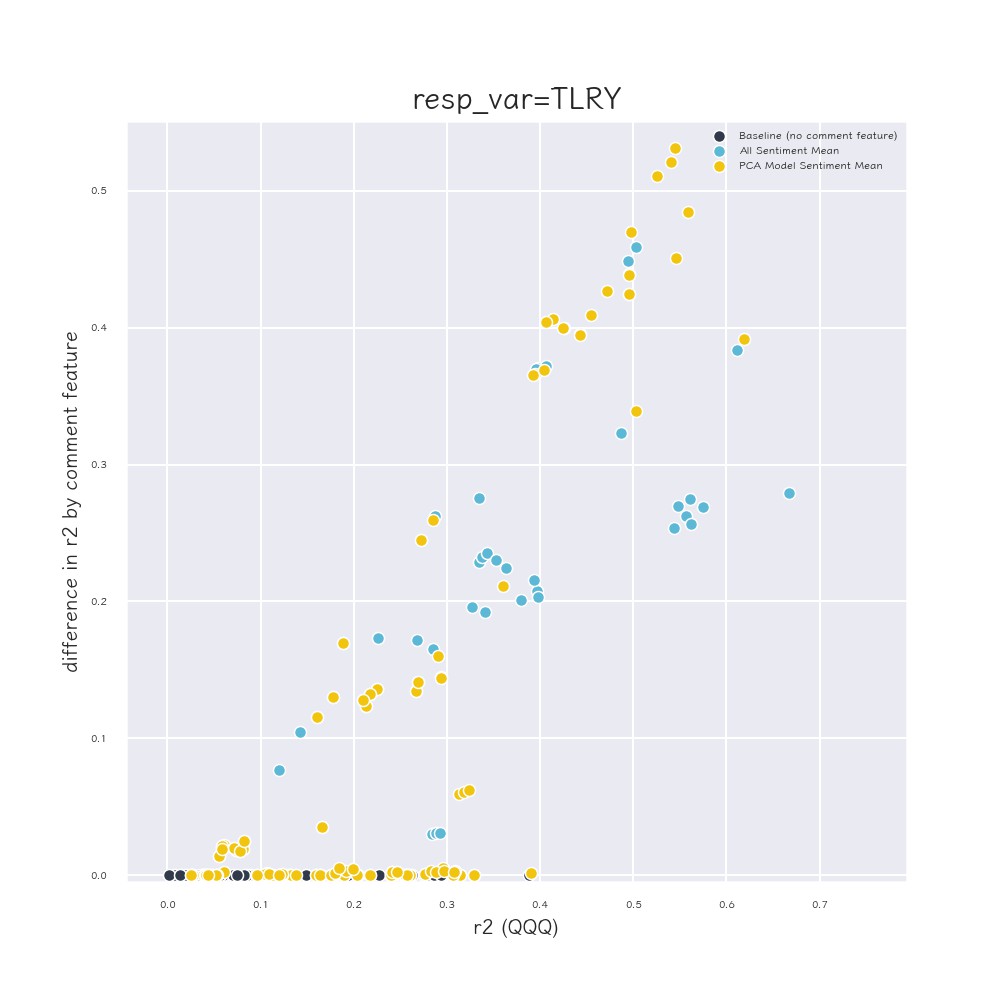 resp_var=TLRY
Baseline (no comment feature)
All Sentiment Mean
PCA Model Sentiment Mean
difference in r2 by comment feature
0.5
0.4
0.3
0.2
0.1
0.0
0.0 0.1 0.2 0.3 0.4 0.5 0.6 0.7
r2 (QQQ)